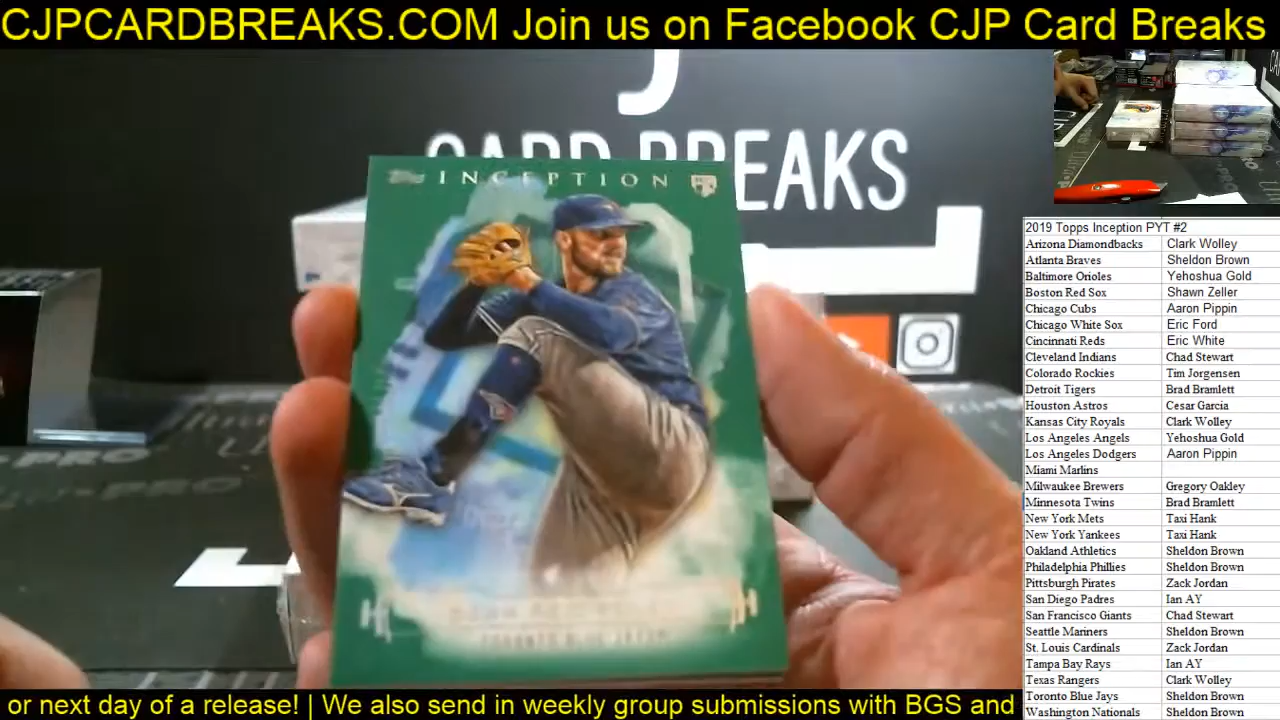 CJPCARDBREAKS.COM Join us on Facebook CJP Card Breaks
J
CARD BREAKS
INCEPTION
2019 Topps Inception PYT #2
Arizona Diamondbacks Clark Wolley
Atlanta Braves Sheldon Brown
Baltimore Orioles Yehoshua Gold
Boston Red Sox Shawn Zeller
Chicago Cubs Aaron Pippin
Chicago White Sox Eric Ford
Cincinnati Reds Eric White
Cleveland Indians Chad Stewart
Colorado Rockies Tim Jorgensen
Detroit Tigers Brad Bramlett
Houston Astros Cesar Garcia
Kansas City Royals Clark Wolley
Los Angeles Angels Yehoshua Gold
Los Angeles Dodgers Aaron Pippin
Miami Marlins
Milwaukee Brewers Gregory Oakley
Minnesota Twins Brad Bramlett
New York Mets Taxi Hank
New York Yankees Taxi Hank
Oakland Athletics Sheldon Brown
Philadelphia Phillies Sheldon Brown
Pittsburgh Pirates Zack Jordan
San Diego Padres Ian AY
San Francisco Giants Chad Stewart
Seattle Mariners Sheldon Brown
St. Louis Cardinals Zack Jordan
Tampa Bay Rays Ian AY
Texas Rangers Clark Wolley
Toronto Blue Jays Sheldon Brown
Washington Nationals Sheldon Brown
or next day of a release! | We also send in weekly group submissions with BGS and